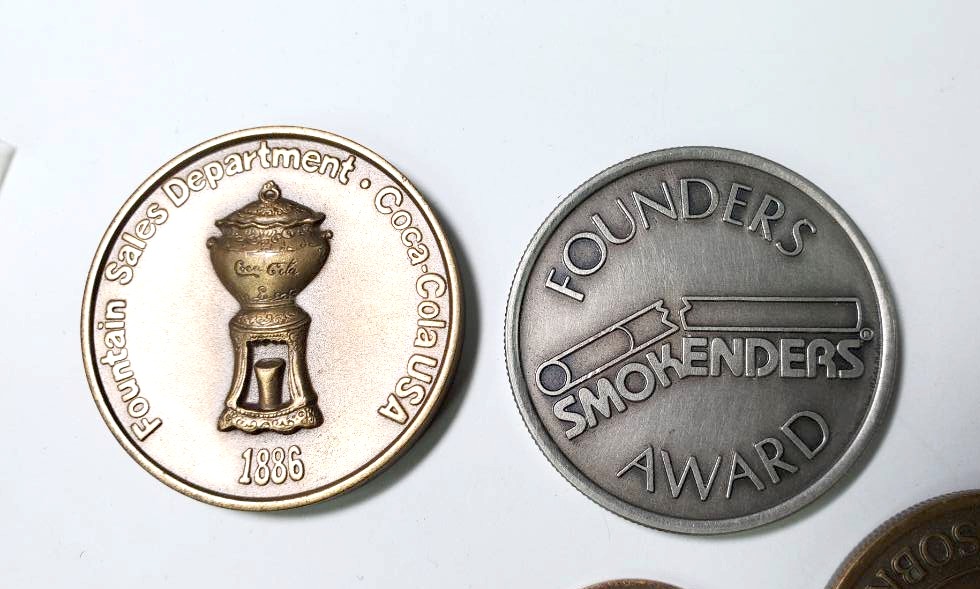 Fountain Sales Department · Coca-Cola USA
Coca-Cola
1886
FOUNDERS
SMOKENDERS®
AWARD